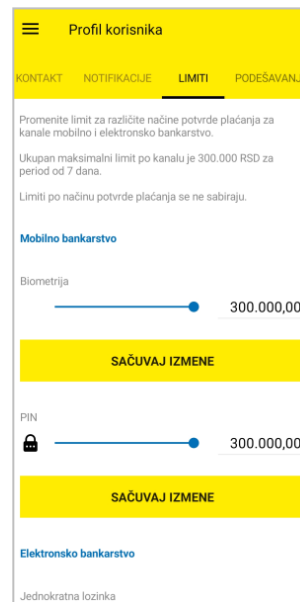 Profil korisnika
KONTAKT NOTIFIKACIJE LIMITI PODEŠAVANJ
Promenite limit za različite načine potvrde plaćanja za
kanale mobilno i elektronsko bankarstvo.
Ukupan maksimalni limit po kanalu je 300.000 RSD za
period od 7 dana.
Limiti po načinu potvrde plaćanja se ne sabiraju.
Mobilno bankarstvo
Biometrija
300.000,00
SAČUVAJ IZMENE
PIN
300.000,00
SAČUVAJ IZMENE
Elektronsko bankarstvo
Jednokratna lozinka